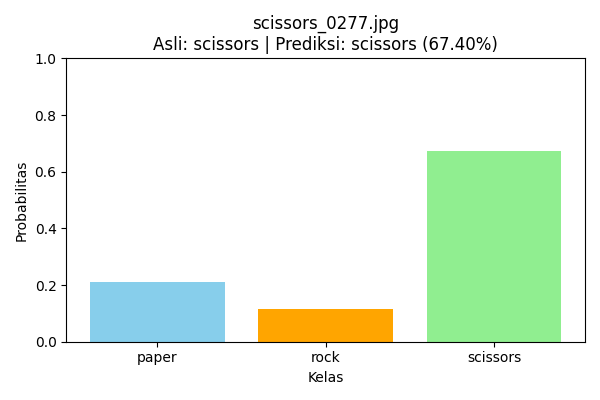 scissors_0277.jpg
Asli: scissors | Prediksi: scissors (67.40%)
1.0
0.8
0.6
0.4
0.2
0.0
Probabilitas
paper rock scissors
Kelas